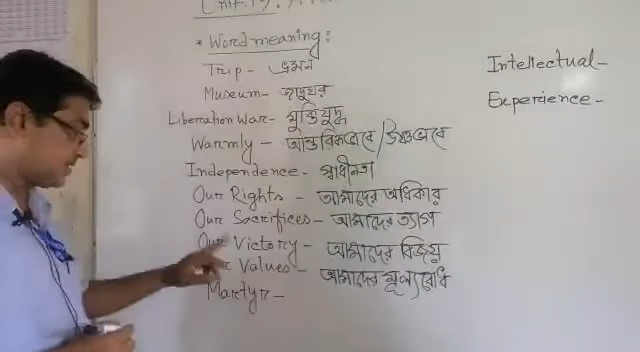 * Word meaning :
Trip - ভ্রমন
Museum - জাদুঘর
Liberation War - মুক্তিযুদ্ধ
Warmly - আন্তরিকভাবে / উষ্ণভাবে
Independence - স্বাধীনতা
Our Rights - আমাদের অধিকার
Our Sacrifices - আমাদের ত্যাগ
Our Victory - আমাদের বিজয়
Values - আমাদের মূল্যবোধ
Martyr -
Intellectual -
Experience -